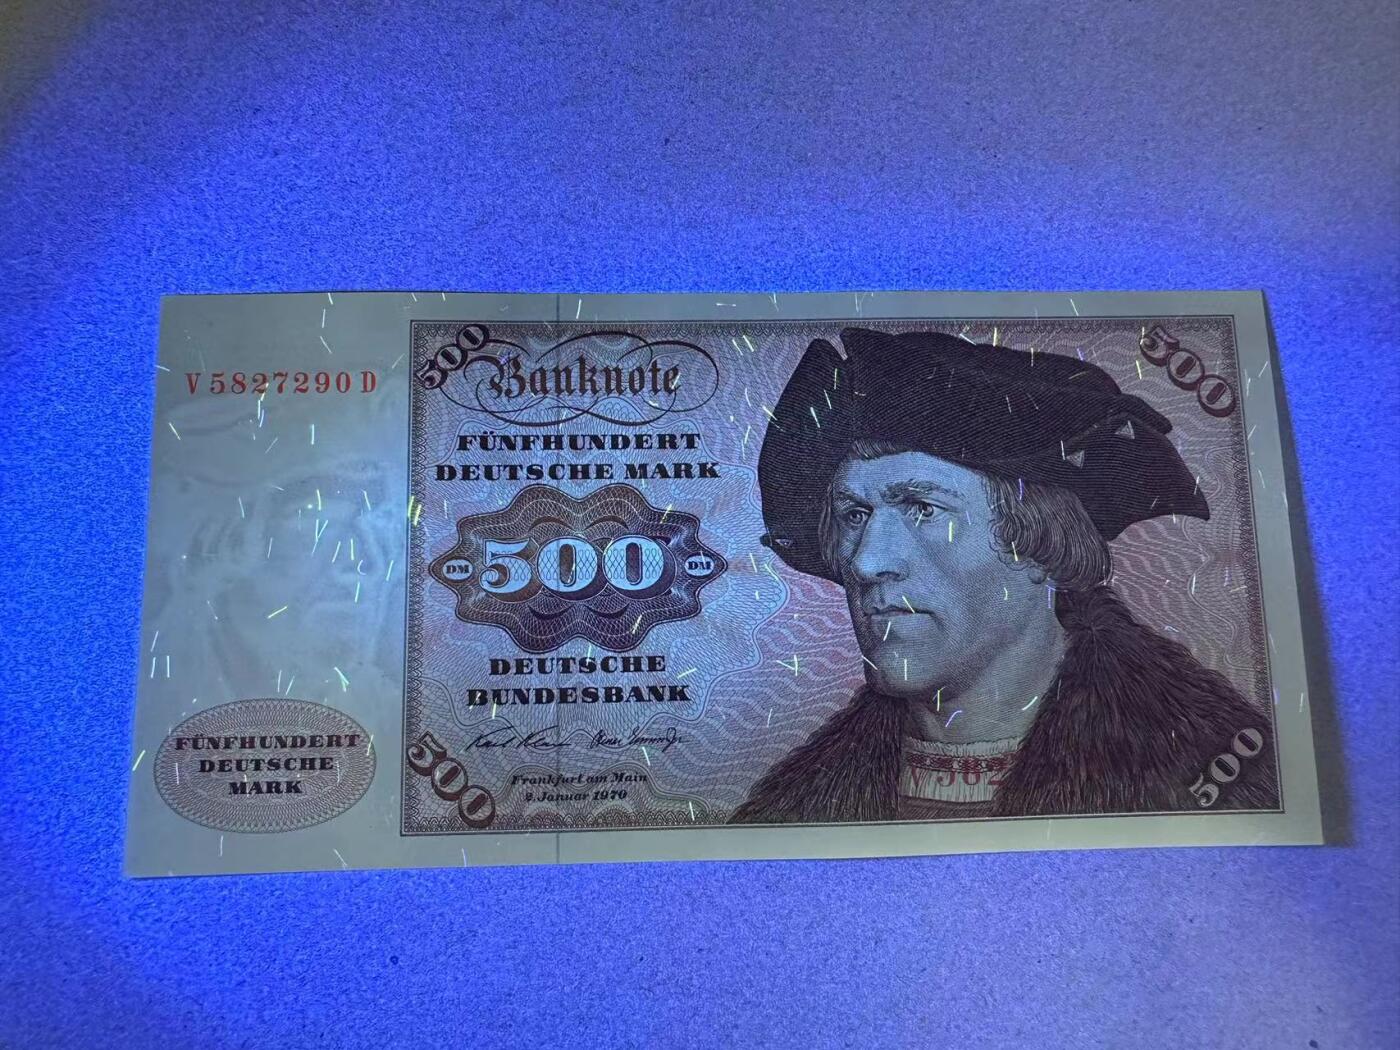 500
Banknote
500
V5827290D
FÜNFHUNDERT
DEUTSCHE MARK
DM 500 DM
DEUTSCHE
BUNDESBANK
FÜNFHUNDERT
DEUTSCHE
MARK
500
Frankfurt am Main
2. Januar 1970
V 582
500